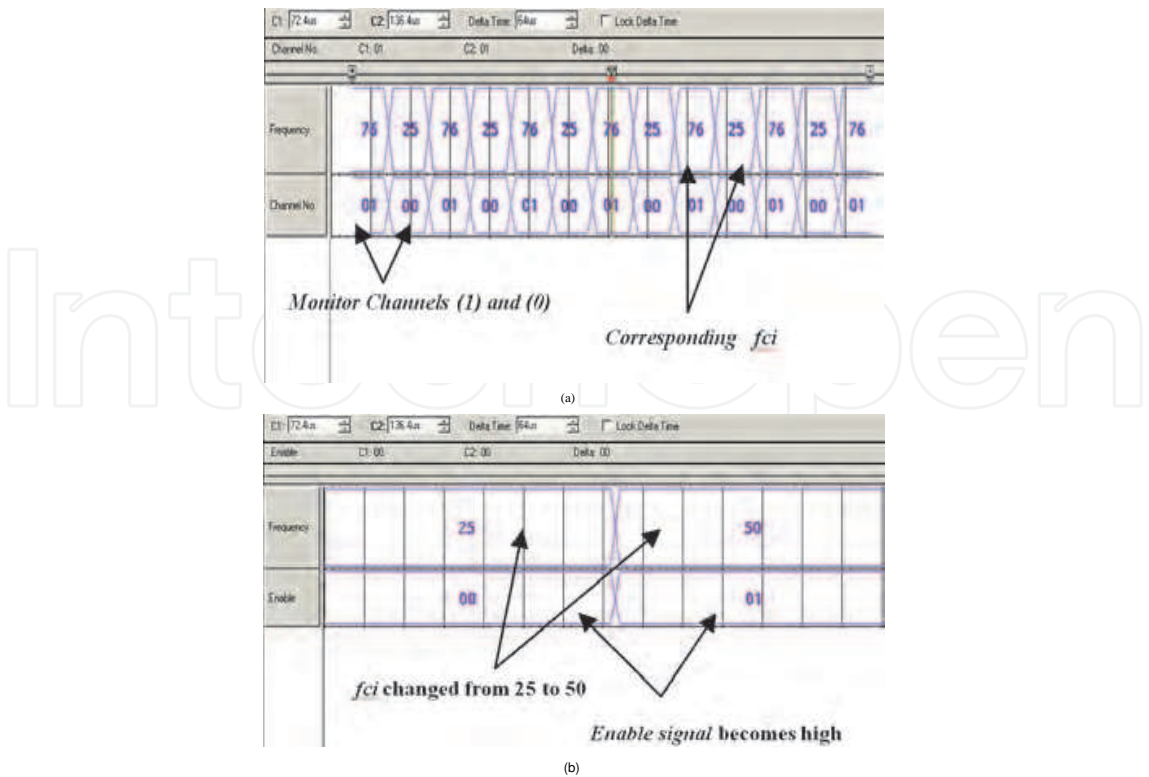 C1: 72.4us C2: 136.4us Delta Time: 64us Lock Delta Time
Channel No. C1: 01 C2: 01 Delta: 00
Frequency 76 25 76 25 76 25 76 25 76 25 76 25 76
Channel No. 01 00 01 00 01 00 01 00 01 00 01 00 01
Monitor Channels (1) and (0)
Corresponding fci
(a)
C1: 72.4us C2: 136.4us Delta Time: 64us Lock Delta Time
Enable C1: 00 C2: 00 Delta: 00
Frequency 25 50
Enable 00 01
fci changed from 25 to 50
Enable signal becomes high
(b)
IntechOpen